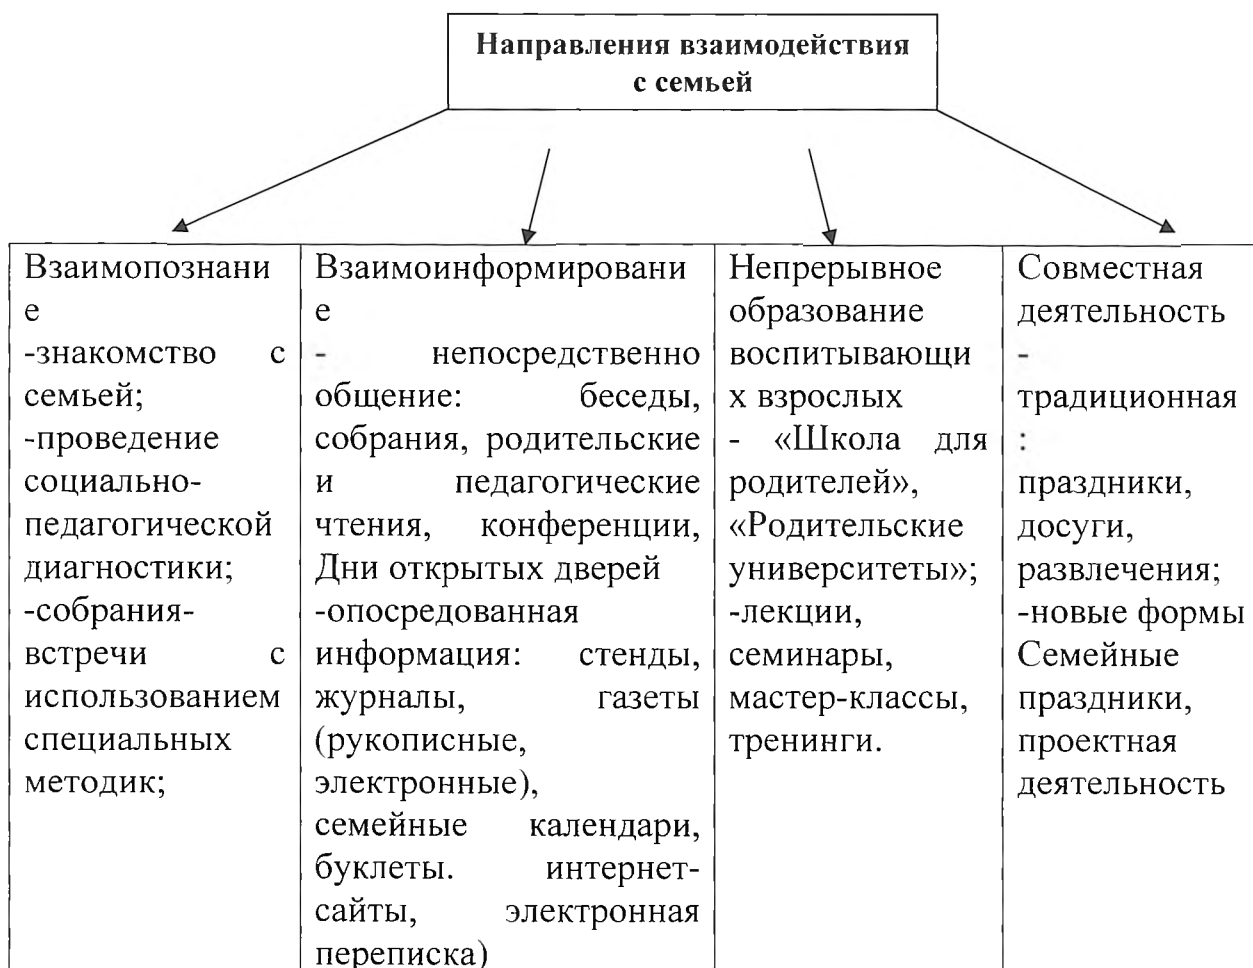 Направления взаимодействия
с семьей
Взаимопознани
е
-знакомство с
семьей;
-проведение
социально-
педагогической
диагностики;
-собрания-
встречи с
использованием
специальных
методик;
Взаимоинформировани
е
- непосредственно
общение: беседы,
собрания, родительские
и педагогические
чтения, конференции,
Дни открытых дверей
-опосредованная
информация: стенды,
журналы, газеты
(рукописные,
электронные),
семейные календари,
буклеты. интернет-
сайты, электронная
переписка)
Непрерывное
образование
воспитывающи
х взрослых
- «Школа для
родителей»,
«Родительские
университеты»;
-лекции,
семинары,
мастер-классы,
тренинги.
Совместная
деятельность
-
традиционная
:
праздники,
досуги,
развлечения;
-новые формы
Семейные
праздники,
проектная
деятельность